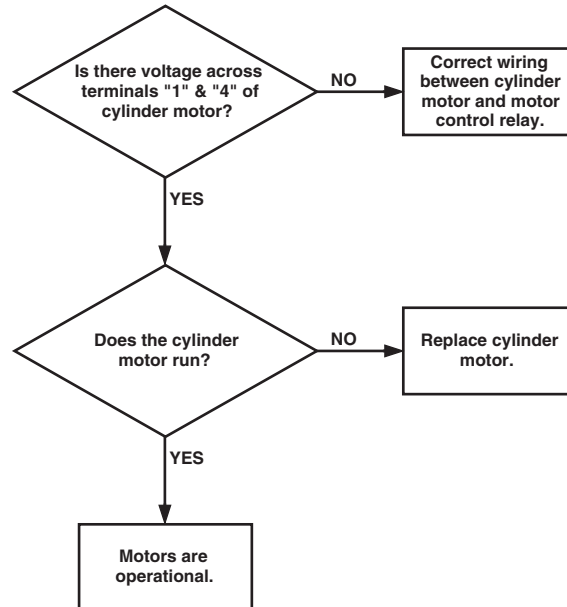 Is there voltage across
terminals "1" & "4" of
cylinder motor?
NO
Correct wiring
between cylinder
motor and motor
control relay.
YES
Does the cylinder
motor run?
NO
Replace cylinder
motor.
YES
Motors are
operational.